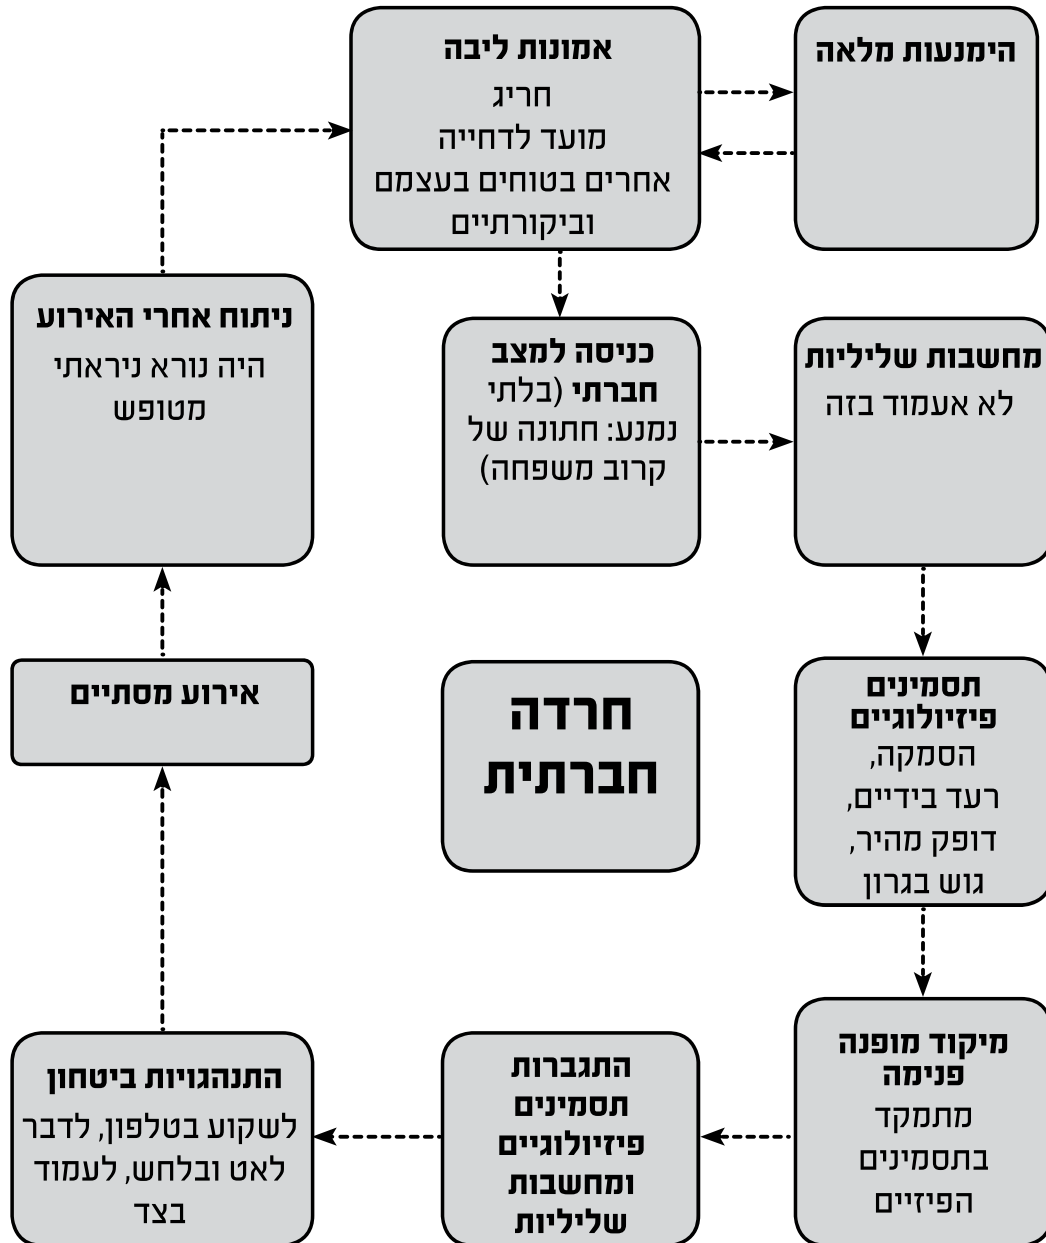 אמונות ליבה
חריג
מועד לדחייה
אחרים בטוחים בעצמם
וביקורתיים
הימנעות מלאה
כניסה למצב
חברתי (בלתי
נמנע: חתונה של
קרוב משפחה)
מחשבות שליליות
לא אעמוד בזה
תסמינים
פיזיולוגיים
הסמקה,
רעד בידיים,
דופק מהיר,
גוש בגרון
מיקוד מופנה
פנימה
מתמקד
בתסמינים
הפיזיים
התגברות
תסמינים
פיזיולוגיים
ומחשבות
שליליות
התנהגויות ביטחון
לשקוע בטלפון, לדבר
לאט ובלחש, לעמוד
בצד
אירוע מסתיים
ניתוח אחרי האירוע
היה נורא ניראתי
מטופש
חרדה
חברתית